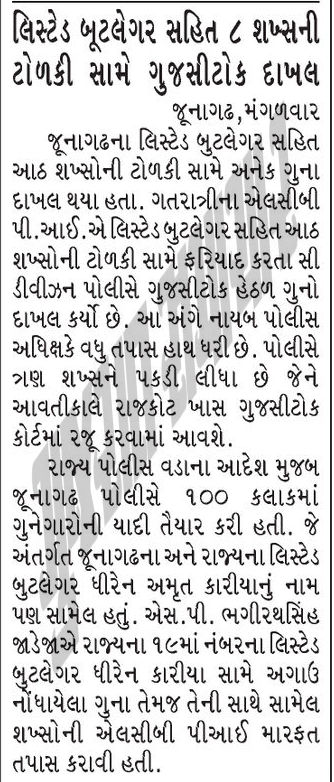 લિસ્ટેડ બૂટલેગર સહિત ૮ શખ્સની
ટોળકી સામે ગુજસીટોક દાખલ
જૂનાગઢ,મંગળવાર
જૂનાગઢના લિસ્ટેડ બુટલેગર સહિત
આઠ શખ્સોની ટોળકી સામે અનેક ગુના
દાખલ થયા હતા. ગતરાત્રીના એલસીબી
પી.આઈ.એ લિસ્ટેડ બુટલેગર સહિત આઠ
શખ્સોની ટોળકી સામે ફરિયાદ કરતા સી
ડીવીઝન પોલીસે ગુજસીટોક હેઠળ ગુનો
દાખલ કર્યો છે. આ અંગે નાયબ પોલીસ
અધિક્ષકે વધુ તપાસ હાથ ધરી છે. પોલીસે
ત્રણ શખ્સને પકડી લીધા છે જેને
આવતીકાલે રાજકોટ ખાસ ગુજસીટોક
કોર્ટમાં રજૂ કરવામાં આવશે.
રાજ્ય પોલીસ વડાના આદેશ મુજબ
જૂનાગઢ પોલીસે ૧૦૦ કલાકમાં
ગુનેગારોની યાદી તૈયાર કરી હતી. જે
અંતર્ગત જૂનાગઢના અને રાજ્યના લિસ્ટેડ
બુટલેગર ધીરેન અમૃત કારીયાનું નામ
પણ સામેલ હતું. એસ.પી. ભગીરથસિંહ
જાડેજાએ રાજ્યના ૧૯માં નંબરના લિસ્ટેડ
બુટલેગર ધીરેન કારીયા સામે અગાઉ
નોંધાયેલા ગુના તેમજ તેની સાથે સામેલ
શખ્સોની એલસીબી પીઆઈ મારફત
તપાસ કરાવી હતી.